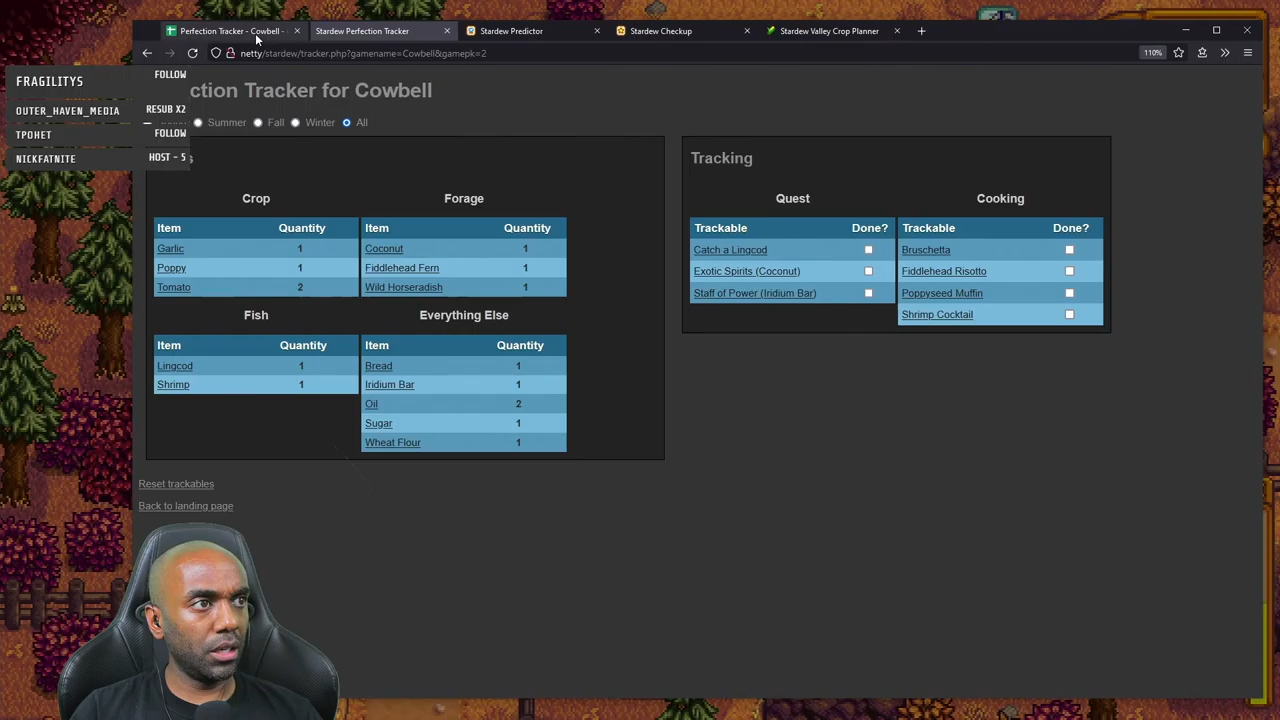 Perfection Tracker - Cowbell -
Stardew Perfection Tracker
Stardew Predictor
Stardew Checkup
Stardew Valley Crop Planner
netty/stardew/tracker.php?gamename=Cowbell&gamepk=2
110%
FRAGILITYS FOLLOW
OUTER_HAVEN_MEDIA RESUB X2
TPOHET FOLLOW
NICKFATNITE HOST - 5
ction Tracker for Cowbell
Summer Fall Winter All
s
Crop
Item Quantity
Garlic 1
Poppy 1
Tomato 2
Forage
Item Quantity
Coconut 1
Fiddlehead Fern 1
Wild Horseradish 1
Fish
Item Quantity
Lingcod 1
Shrimp 1
Everything Else
Item Quantity
Bread 1
Iridium Bar 1
Oil 2
Sugar 1
Wheat Flour 1
Tracking
Quest
Trackable Done?
Catch a Lingcod
Exotic Spirits (Coconut)
Staff of Power (Iridium Bar)
Cooking
Trackable Done?
Bruschetta
Fiddlehead Risotto
Poppyseed Muffin
Shrimp Cocktail
Reset trackables
Back to landing page